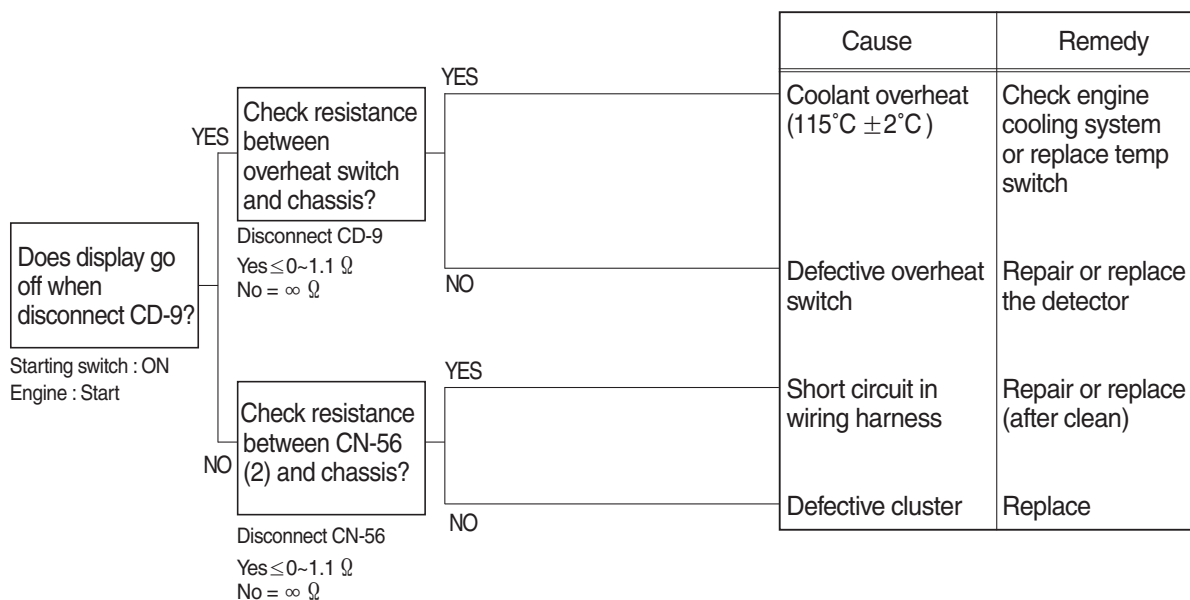 Does display go
off when
disconnect CD-9?
Starting switch : ON
Engine : Start
YES
Check resistance
between
overheat switch
and chassis?
Disconnect CD-9
Yes≤0~1.1 Ω
No = ∞ Ω
YES
NO
NO
Check resistance
between CN-56
(2) and chassis?
Disconnect CN-56
Yes≤0~1.1 Ω
No = ∞ Ω
YES
NO
Cause Remedy
Coolant overheat Check engine
(115°C ±2°C ) cooling system
or replace temp
switch
Defective overheat Repair or replace
switch the detector
Short circuit in Repair or replace
wiring harness (after clean)
Defective cluster Replace